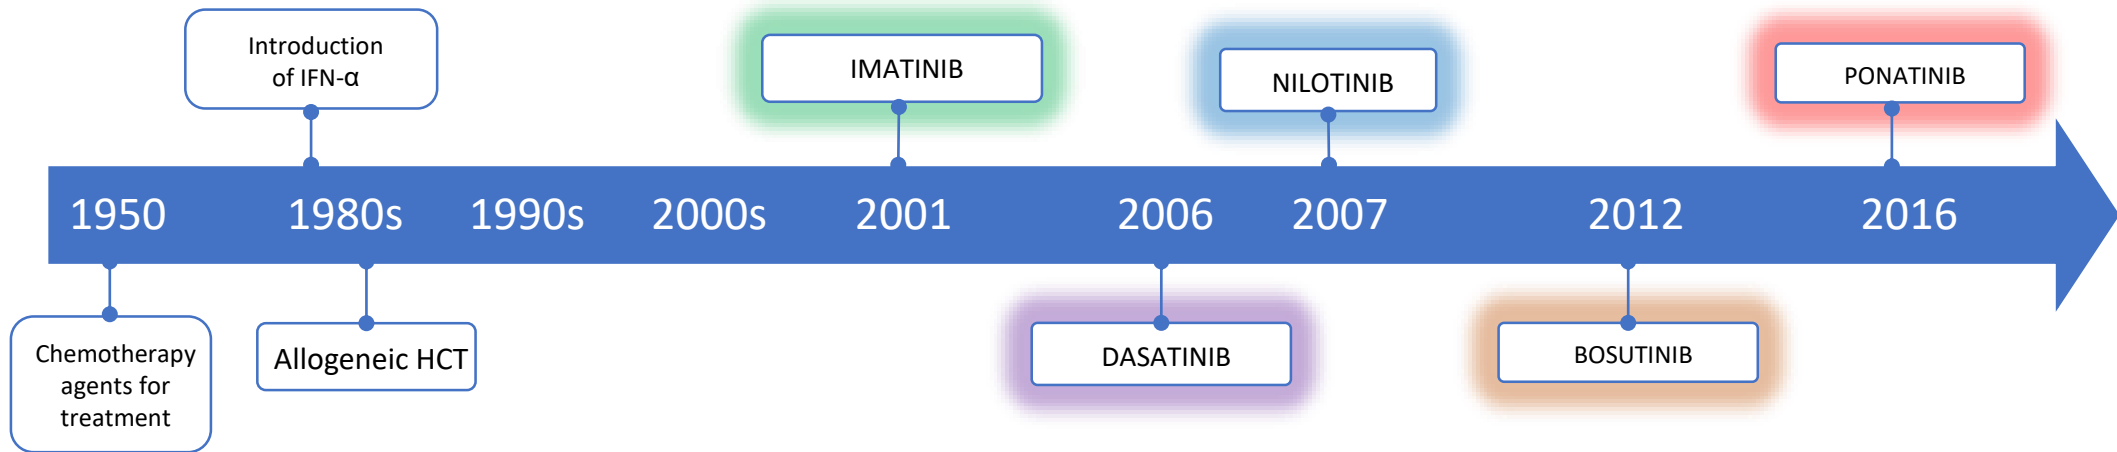 Introduction
of IFN-α
IMATINIB
NILOTINIB
PONATINIB
1950
1980s
1990s
2000s
2001
2006
2007
2012
2016
Chemotherapy
agents for
treatment
Allogeneic HCT
DASATINIB
BOSUTINIB